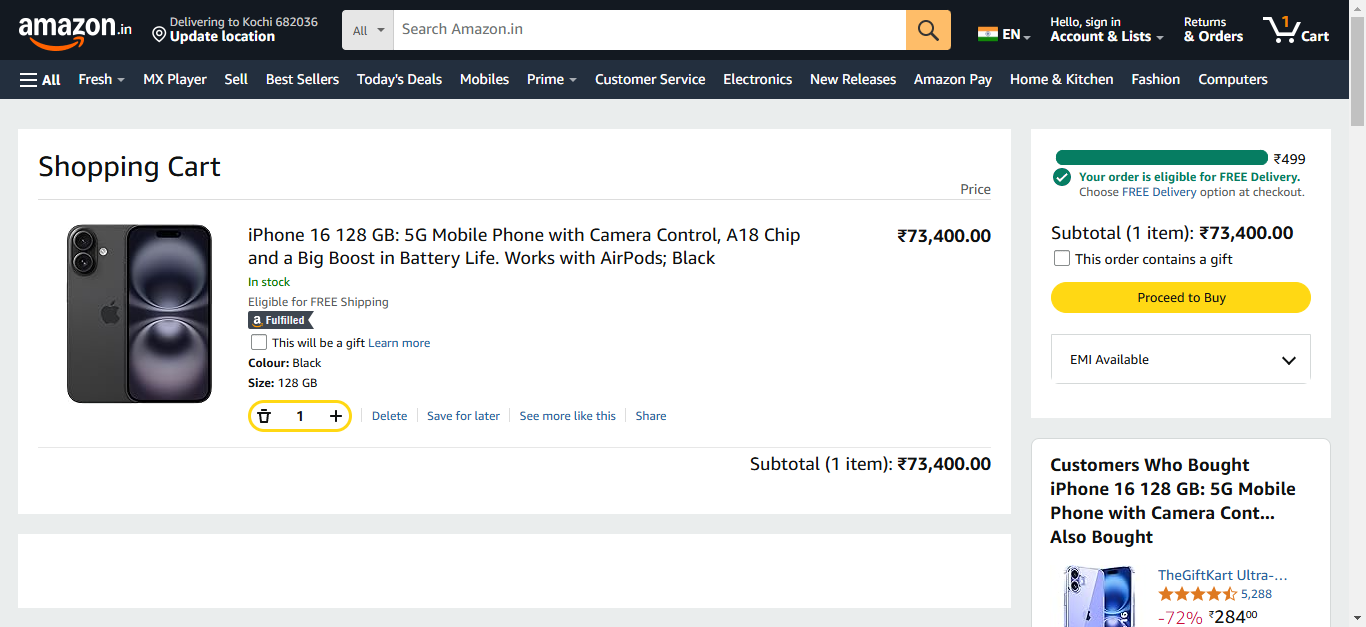 amazon.in
Delivering to Kochi 682036
Update location
All
Search Amazon.in
EN
Hello, sign in
Account & Lists
Returns
& Orders
1
Cart
All
Fresh
MX Player
Sell
Best Sellers
Today's Deals
Mobiles
Prime
Customer Service
Electronics
New Releases
Amazon Pay
Home & Kitchen
Fashion
Computers
Shopping Cart
Price
iPhone 16 128 GB: 5G Mobile Phone with Camera Control, A18 Chip
and a Big Boost in Battery Life. Works with AirPods; Black
₹73,400.00
In stock
Eligible for FREE Shipping
a Fulfilled
This will be a gift Learn more
Colour: Black
Size: 128 GB
1
Delete
Save for later
See more like this
Share
Subtotal (1 item): ₹73,400.00
₹499
Your order is eligible for FREE Delivery.
Choose FREE Delivery option at checkout.
Subtotal (1 item): ₹73,400.00
This order contains a gift
Proceed to Buy
EMI Available
Customers Who Bought
iPhone 16 128 GB: 5G Mobile
Phone with Camera Cont...
Also Bought
TheGiftKart Ultra-...
5,288
-72% ₹28400